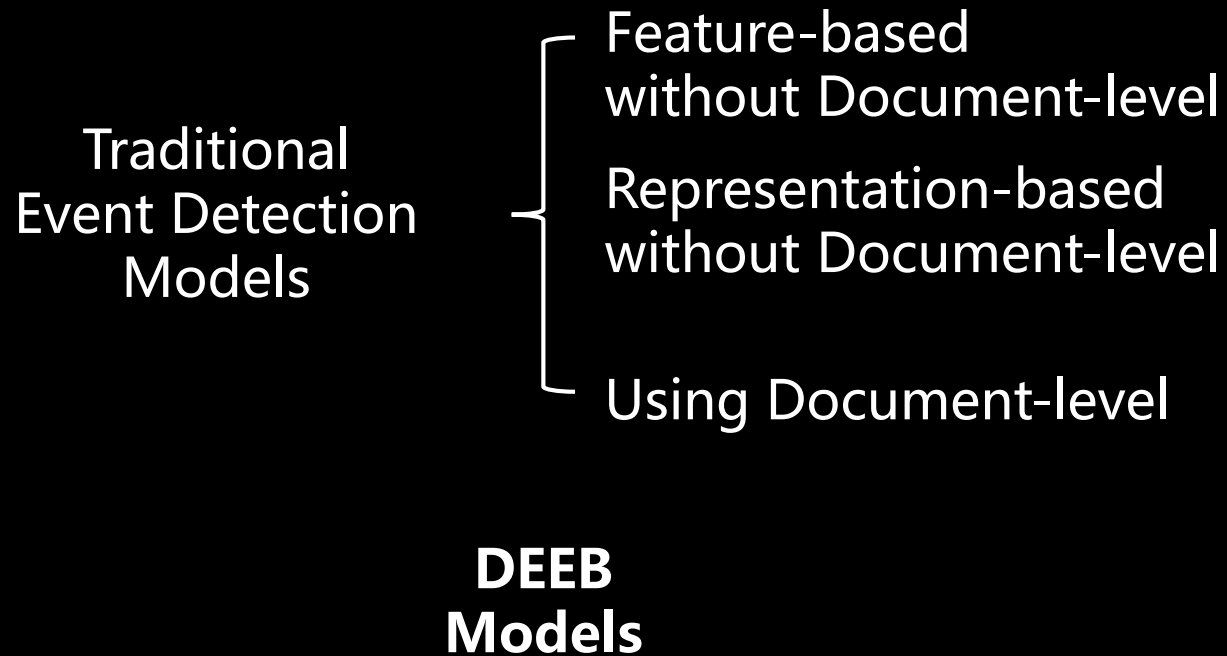 Traditional
Event Detection
Models
Feature-based
without Document-level
Representation-based
without Document-level
Using Document-level
DEEB
Models